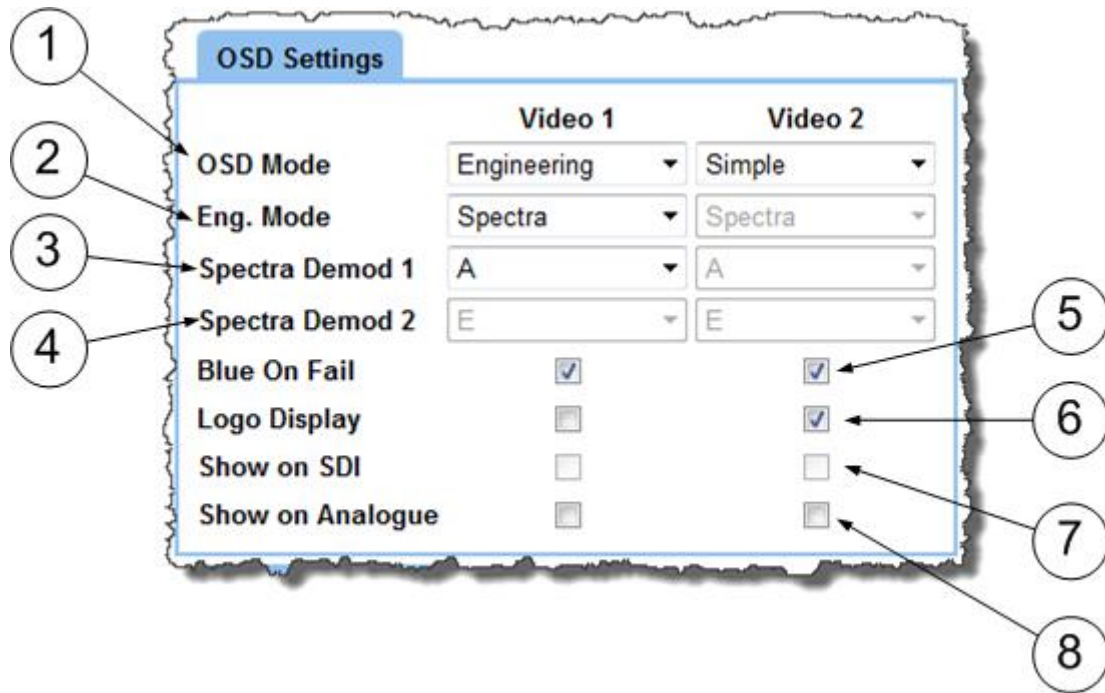 OSD Settings
Video 1 Video 2
1 OSD Mode Engineering Simple
2 Eng. Mode Spectra Spectra
3 Spectra Demod 1 A A
4 Spectra Demod 2 E E
Blue On Fail 5
Logo Display 6
Show on SDI 7
Show on Analogue 8